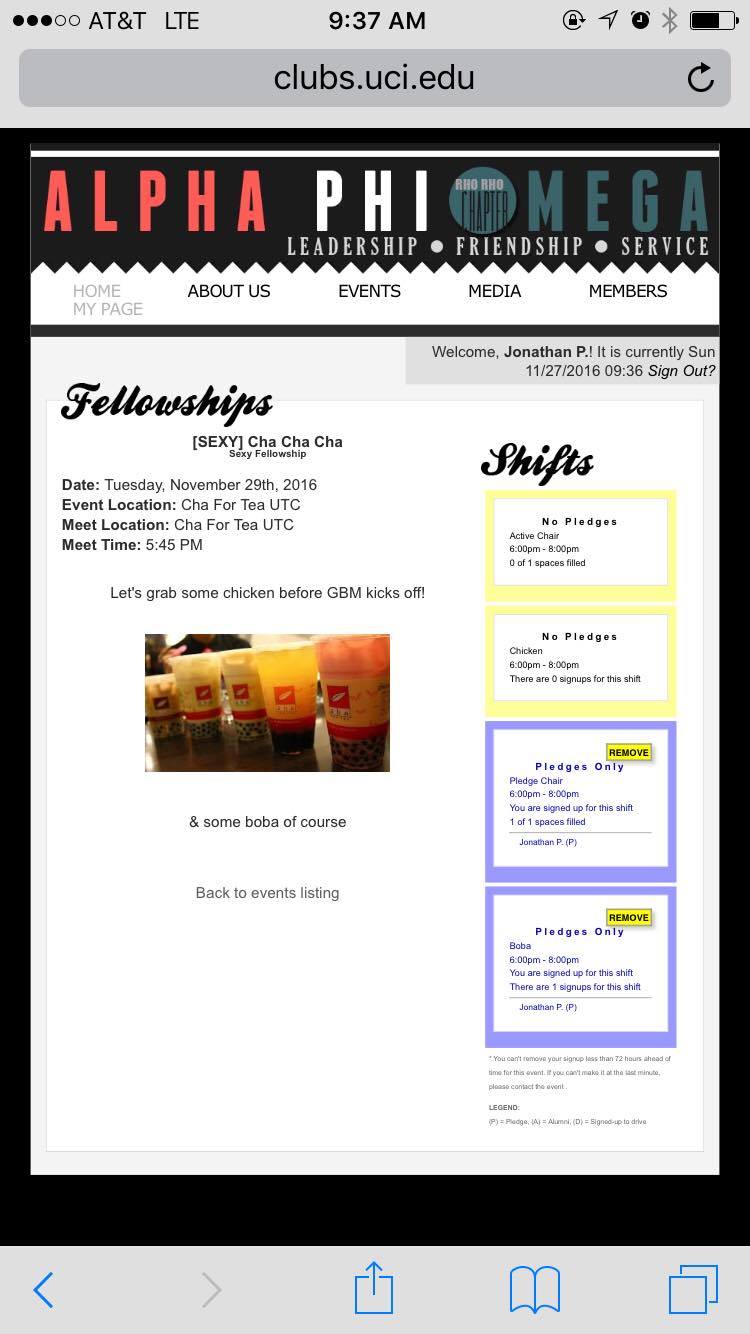 AT&T LTE 9:37 AM
clubs.uci.edu
ALPHA PHI OMEGA
RHO RHO
CHAPTER
LEADERSHIP ● FRIENDSHIP ● SERVICE
HOME ABOUT US EVENTS MEDIA MEMBERS
MY PAGE
Welcome, Jonathan P.! It is currently Sun
11/27/2016 09:36 Sign Out?
Fellowships
[SEXY] Cha Cha Cha
Sexy Fellowship
Date: Tuesday, November 29th, 2016
Event Location: Cha For Tea UTC
Meet Location: Cha For Tea UTC
Meet Time: 5:45 PM
Let's grab some chicken before GBM kicks off!
& some boba of course
Back to events listing
Shifts
No Pledges
Active Chair
6:00pm - 8:00pm
0 of 1 spaces filled
No Pledges
Chicken
6:00pm - 8:00pm
There are 0 signups for this shift
REMOVE
Pledges Only
Pledge Chair
6:00pm - 8:00pm
You are signed up for this shift
1 of 1 spaces filled
Jonathan P. (P)
REMOVE
Pledges Only
Boba
6:00pm - 8:00pm
You are signed up for this shift
There are 1 signups for this shift
Jonathan P. (P)
* You can't remove your signup less than 72 hours ahead of
time for this event. If you can't make it at the last minute,
please contact the event .
LEGEND:
(P) = Pledge, (A) = Alumni, (D) = Signed-up to drive